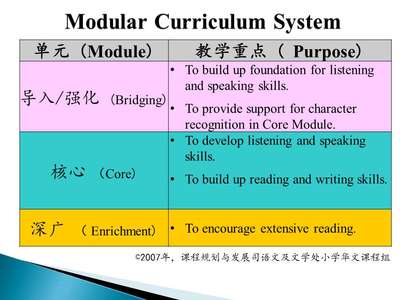 Modular Curriculum System
单元 (Module)
教学重点 ( Purpose)
导入/强化 (Bridging)
• To build up foundation for listening
and speaking skills.
• To provide support for character
recognition in Core Module.
核心 (Core)
• To develop listening and speaking
skills.
• To build up reading and writing skills.
深广 ( Enrichment)
• To encourage extensive reading.
©2007年, 课程规划与发展司语文及文学处小学华文课程组